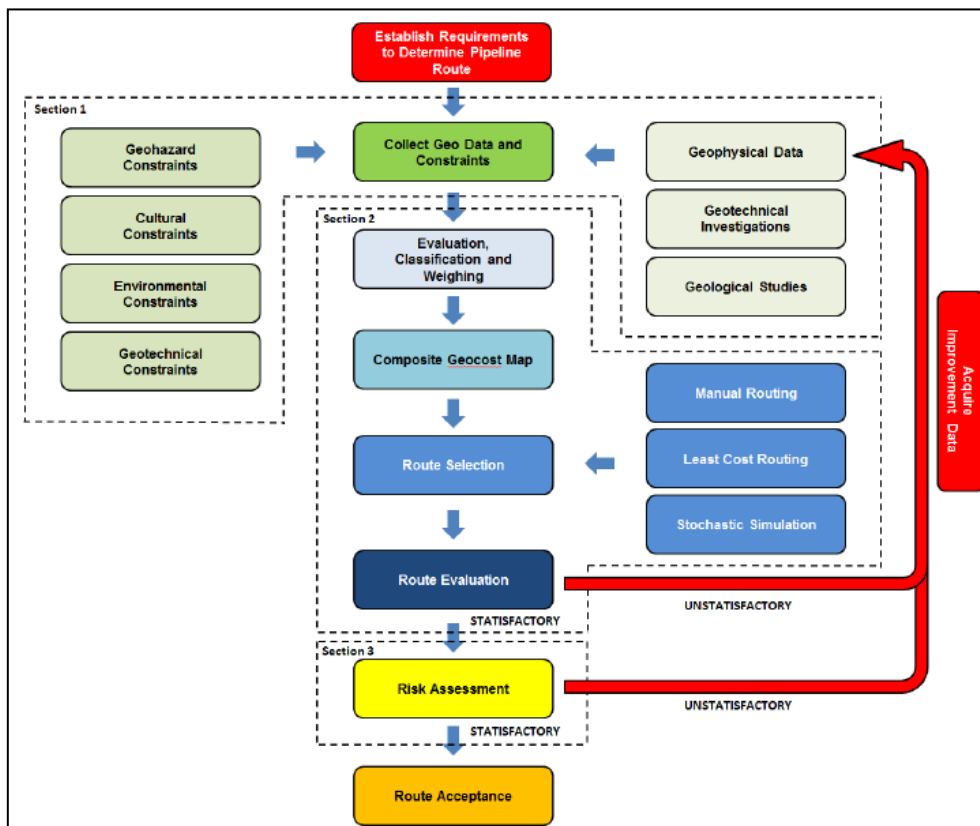 Establish Requirements
to Determine Pipeline
Route
Section 1
Geohazard
Constraints
Cultural
Constraints
Environmental
Constraints
Geotechnical
Constraints
Collect Geo Data and
Constraints
Geophysical Data
Geotechnical
Investigations
Geological Studies
Section 2
Evaluation,
Classification and
Weighing
Composite Geocost Map
Route Selection
Manual Routing
Least Cost Routing
Stochastic Simulation
Acquire
Improvement Data
Route Evaluation
STATISFACTORY
UNSTATISFACTORY
Section 3
Risk Assessment
STATISFACTORY
UNSTATISFACTORY
Route Acceptance